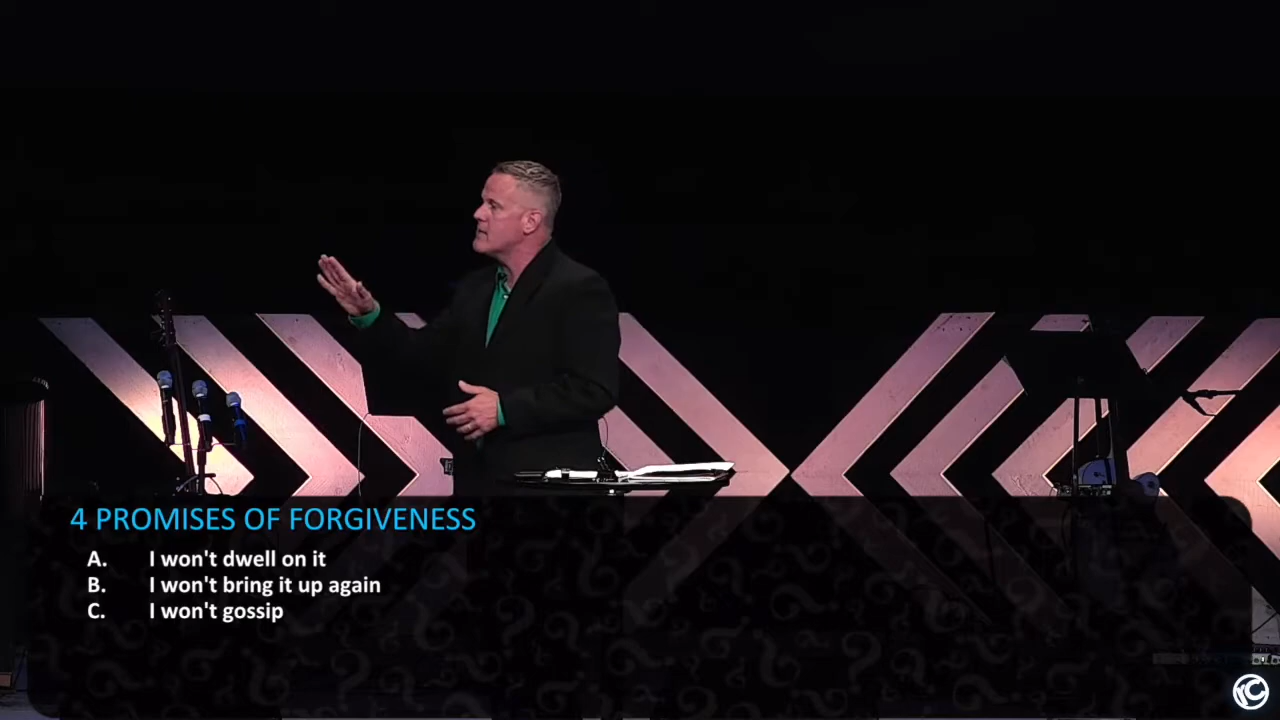 4 PROMISES OF FORGIVENESS
A. I won't dwell on it
B. I won't bring it up again
C. I won't gossip